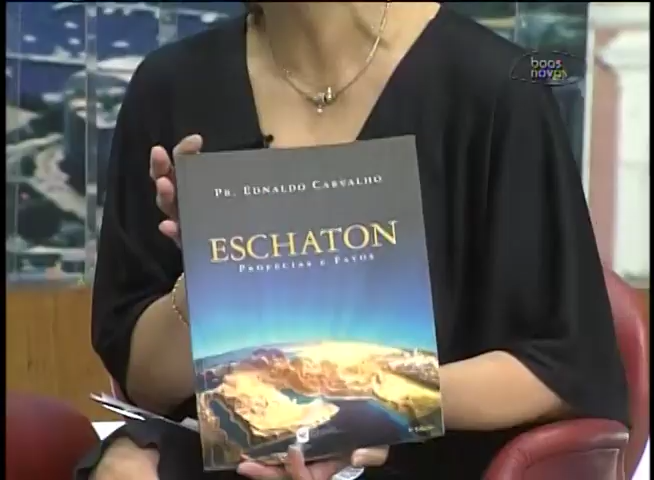 boas
novas
PR. EDNALDO CARVALHO
ESCHATON
PROFECIAS E FATOS